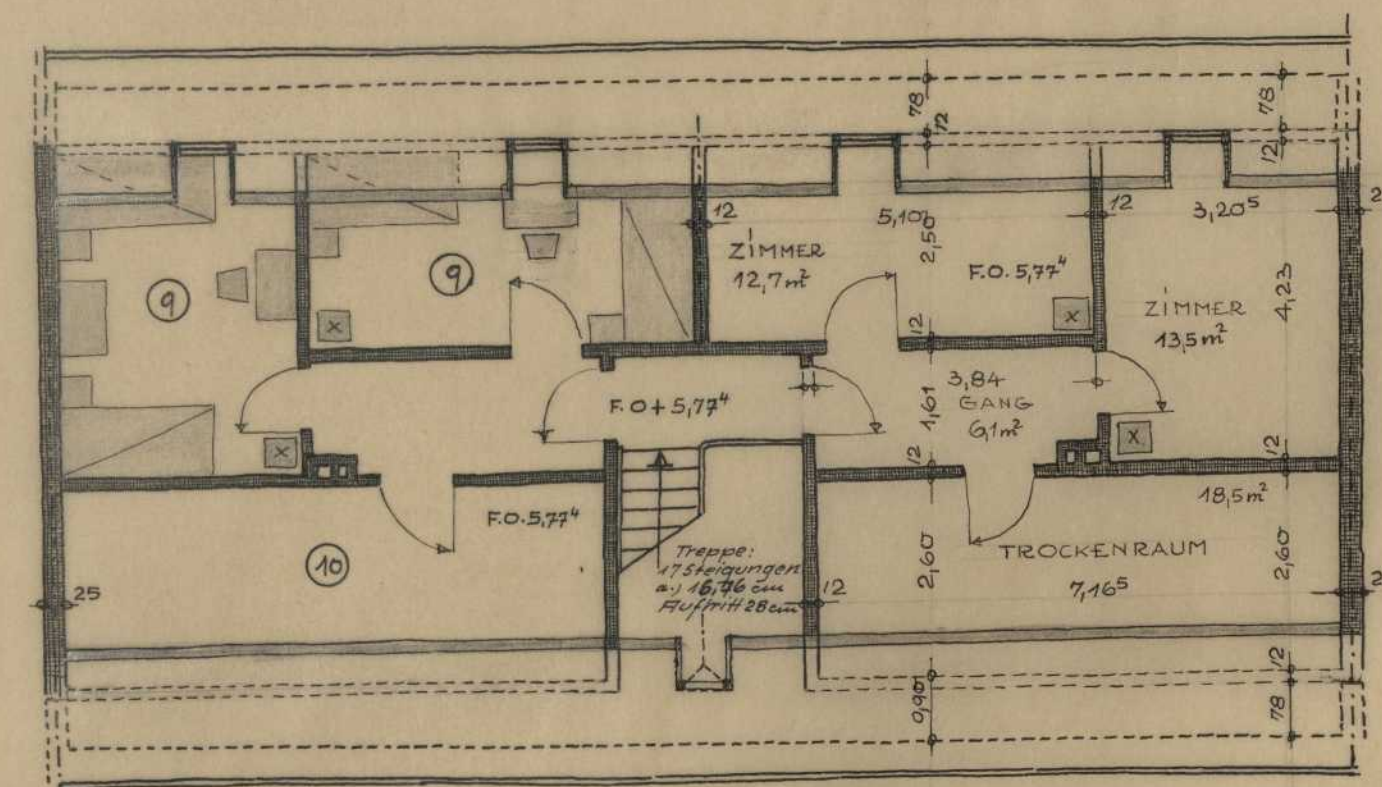 78
12
78
12
12
5,10
12
3,20⁵
2
ZIMMER
12,7m²
2,50
F.O. 5,77⁴
ZIMMER
13,5m²
4,23
9
9
x
x
12
F.O + 5,77⁴
3,84
GANG
6,1m²
1,61
x
x
12
12
F.O. 5,77⁴
18,5m²
10
Treppe:
17 Steigungen
a.) cm
Auftritt 28 cm
TROCKENRAUM
7,16⁵
2,60
2,60
25
12
2
0,90
12
78